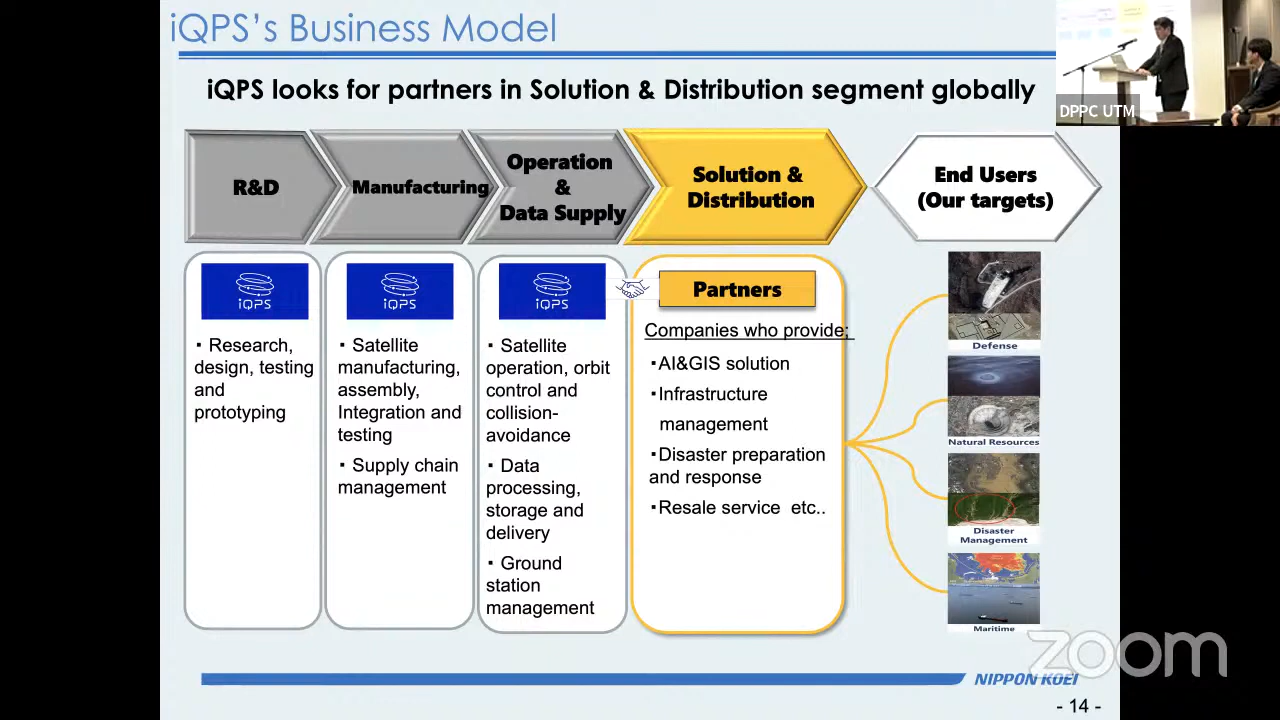 iQPS's Business Model
DPPC UTM
iQPS looks for partners in Solution & Distribution segment globally
R&D
Manufacturing
Operation
&
Data Supply
Solution &
Distribution
End Users
(Our targets)
iQPS
・Research,
design, testing
and
prototyping
iQPS
・Satellite
manufacturing,
assembly,
Integration and
testing
・Supply chain
management
iQPS
・Satellite
operation, orbit
control and
collision-
avoidance
・Data
processing,
storage and
delivery
・Ground
station
management
Partners
Companies who provide;
・AI&GIS solution
・Infrastructure
management
・Disaster preparation
and response
・Resale service etc..
Defense
Natural Resources
Disaster
Management
Maritime
zoom
NIPPON KOEI
- 14 -